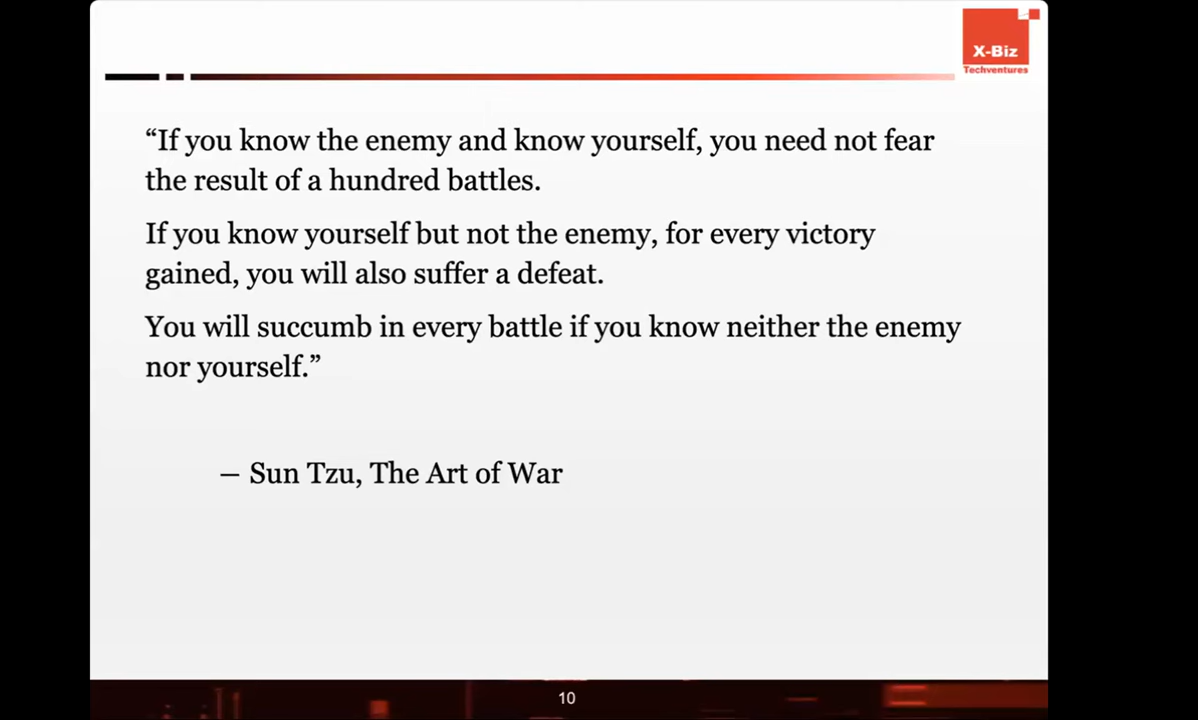 X-Biz
Techventures
“If you know the enemy and know yourself, you need not fear
the result of a hundred battles.
If you know yourself but not the enemy, for every victory
gained, you will also suffer a defeat.
You will succumb in every battle if you know neither the enemy
nor yourself.”
— Sun Tzu, The Art of War
10